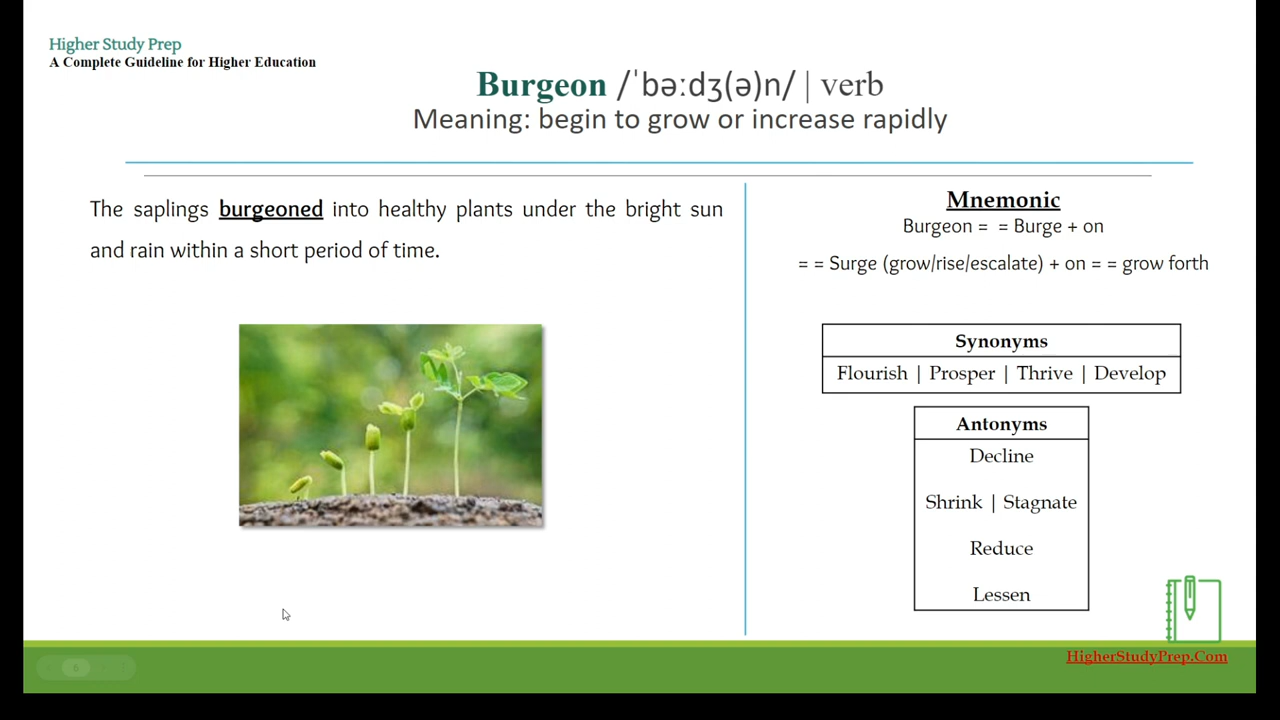 Higher Study Prep
A Complete Guideline for Higher Education
Burgeon /ˈbəːdʒ(ə)n/ | verb
Meaning: begin to grow or increase rapidly
The saplings burgeoned into healthy plants under the bright sun
and rain within a short period of time.
Mnemonic
Burgeon = = Burge + on
= = Surge (grow/rise/escalate) + on = = grow forth
Synonyms
Flourish | Prosper | Thrive | Develop
Antonyms
Decline
Shrink | Stagnate
Reduce
Lessen
HigherStudyPrep.Com
6